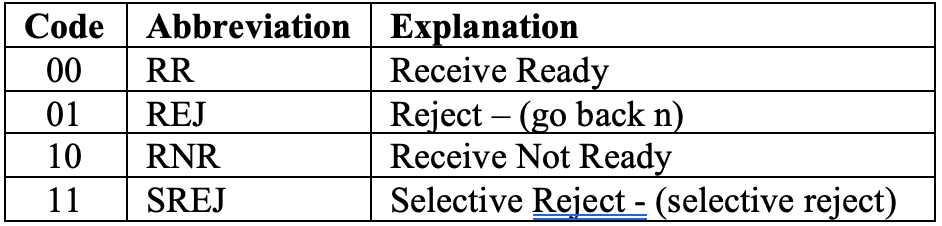 Code Abbreviation Explanation
00 RR Receive Ready
01 REJ Reject – (go back n)
10 RNR Receive Not Ready
11 SREJ Selective Reject - (selective reject)